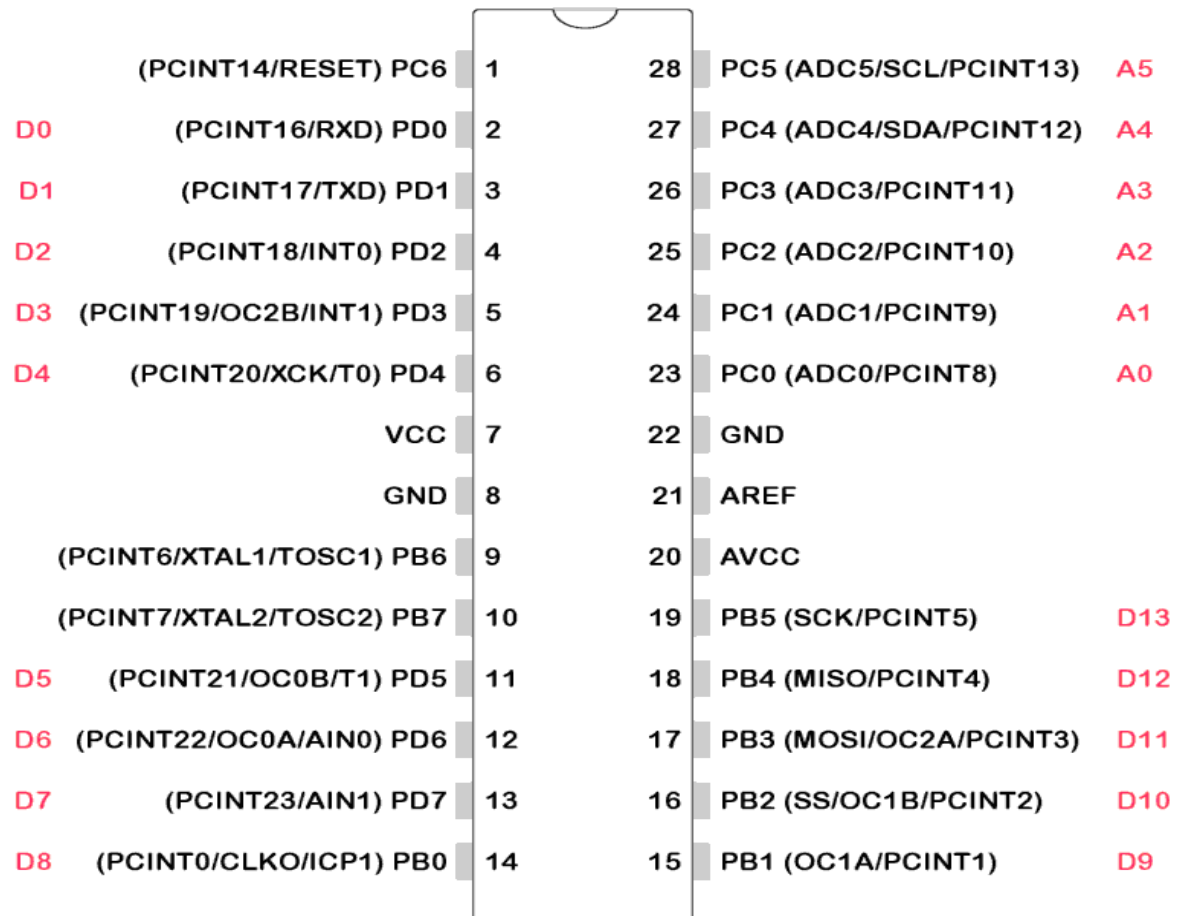 (PCINT14/RESET) PC6 1 28 PC5 (ADC5/SCL/PCINT13) A5
D0 (PCINT16/RXD) PD0 2 27 PC4 (ADC4/SDA/PCINT12) A4
D1 (PCINT17/TXD) PD1 3 26 PC3 (ADC3/PCINT11) A3
D2 (PCINT18/INT0) PD2 4 25 PC2 (ADC2/PCINT10) A2
D3 (PCINT19/OC2B/INT1) PD3 5 24 PC1 (ADC1/PCINT9) A1
D4 (PCINT20/XCK/T0) PD4 6 23 PC0 (ADC0/PCINT8) A0
VCC 7 22 GND
GND 8 21 AREF
(PCINT6/XTAL1/TOSC1) PB6 9 20 AVCC
(PCINT7/XTAL2/TOSC2) PB7 10 19 PB5 (SCK/PCINT5) D13
D5 (PCINT21/OC0B/T1) PD5 11 18 PB4 (MISO/PCINT4) D12
D6 (PCINT22/OC0A/AIN0) PD6 12 17 PB3 (MOSI/OC2A/PCINT3) D11
D7 (PCINT23/AIN1) PD7 13 16 PB2 (SS/OC1B/PCINT2) D10
D8 (PCINT0/CLKO/ICP1) PB0 14 15 PB1 (OC1A/PCINT1) D9